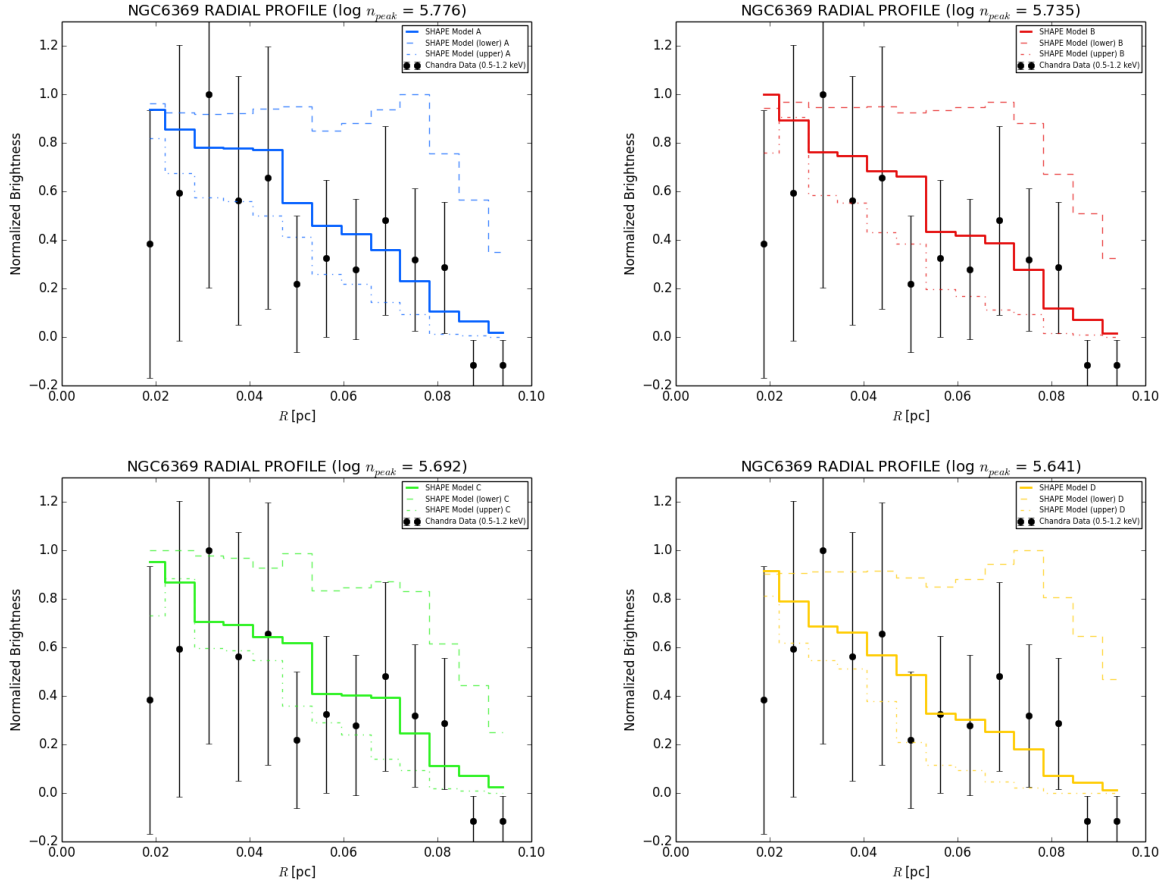 NGC6369 RADIAL PROFILE (log n_peak = 5.776)
SHAPE Model A
SHAPE Model (lower) A
SHAPE Model (upper) A
Chandra Data (0.5-1.2 keV)
Normalized Brightness
1.2
1.0
0.8
0.6
0.4
0.2
0.0
−0.2
0.00 0.02 0.04 0.06 0.08 0.10
R [pc]
NGC6369 RADIAL PROFILE (log n_peak = 5.735)
SHAPE Model B
SHAPE Model (lower) B
SHAPE Model (upper) B
Chandra Data (0.5-1.2 keV)
Normalized Brightness
1.2
1.0
0.8
0.6
0.4
0.2
0.0
−0.2
0.00 0.02 0.04 0.06 0.08 0.10
R [pc]
NGC6369 RADIAL PROFILE (log n_peak = 5.692)
SHAPE Model C
SHAPE Model (lower) C
SHAPE Model (upper) C
Chandra Data (0.5-1.2 keV)
Normalized Brightness
1.2
1.0
0.8
0.6
0.4
0.2
0.0
−0.2
0.00 0.02 0.04 0.06 0.08 0.10
R [pc]
NGC6369 RADIAL PROFILE (log n_peak = 5.641)
SHAPE Model D
SHAPE Model (lower) D
SHAPE Model (upper) D
Chandra Data (0.5-1.2 keV)
Normalized Brightness
1.2
1.0
0.8
0.6
0.4
0.2
0.0
−0.2
0.00 0.02 0.04 0.06 0.08 0.10
R [pc]